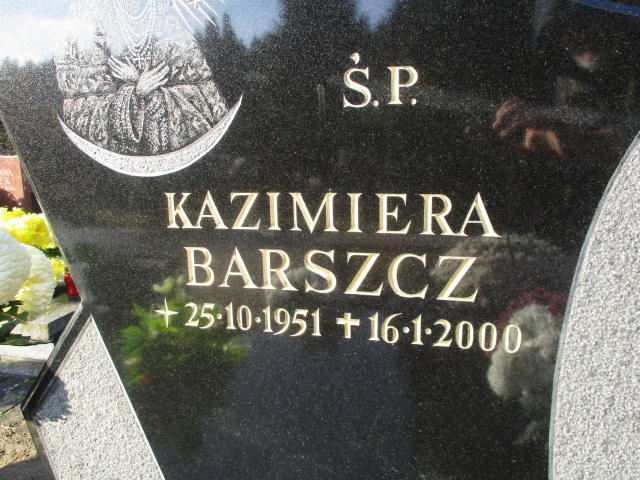 Ś.P.
KAZIMIERA
BARSZCZ
25·10·1951 ✝ 16·1·2000